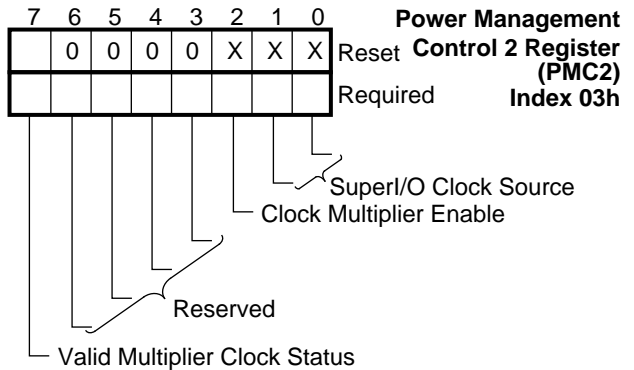 7 6 5 4 3 2 1 0
Power Management
Control 2 Register
(PMC2)
Index 03h
0 0 0 0 X X X Reset
Required
SuperI/O Clock Source
Clock Multiplier Enable
Reserved
Valid Multiplier Clock Status